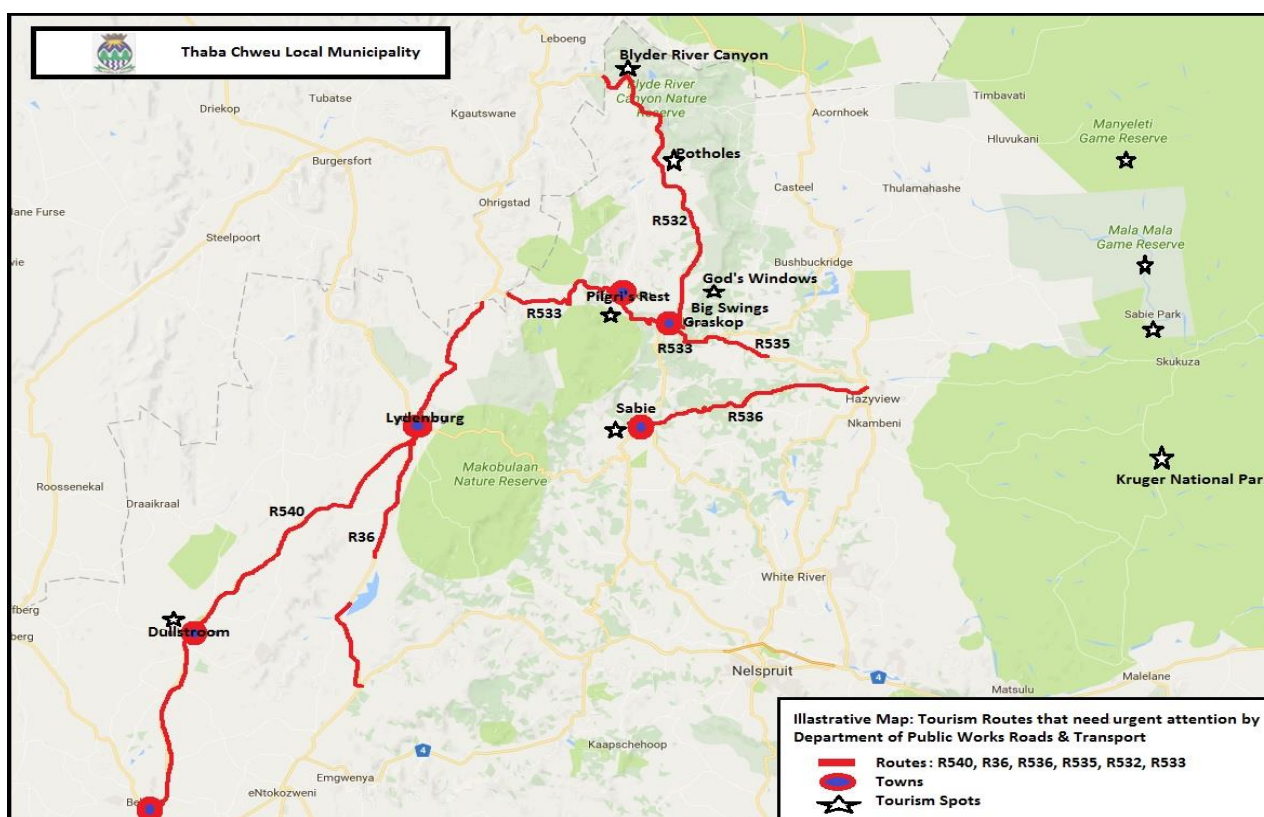 Thaba Chweu Local Municipality
Leboeng
Blyder River Canyon
Blyde River
Canyon Nature
Reserve
Driekop
Tubatse
Kgautswane
Acornhoek
Timbavati
Hluvukani
Manyeleti
Game Reserve
Burgersfort
Potholes
Casteel
Thulamahashe
Ohrigstad
Steelpoort
R532
Mala Mala
Game Reserve
Bushbuckridge
God's Windows
Pilgri's Rest
Big Swings
Graskop
R533
R533
R535
Sabie Park
Skukuza
Lydenburg
Sabie
R536
Hazyview
Nkambeni
Makobulaan
Nature Reserve
Kruger National Par
Roossenekal
Draaikraal
R540
R36
White River
Dullstroom
Nelspruit
4
Matsulu
Malelane
Kaapschehoop
4
Emgwenya
eNtokozweni
Illastrative Map: Tourism Routes that need urgent attention by
Department of Public Works Roads & Transport
Routes: R540, R36, R536, R535, R532, R533
Towns
Tourism Spots